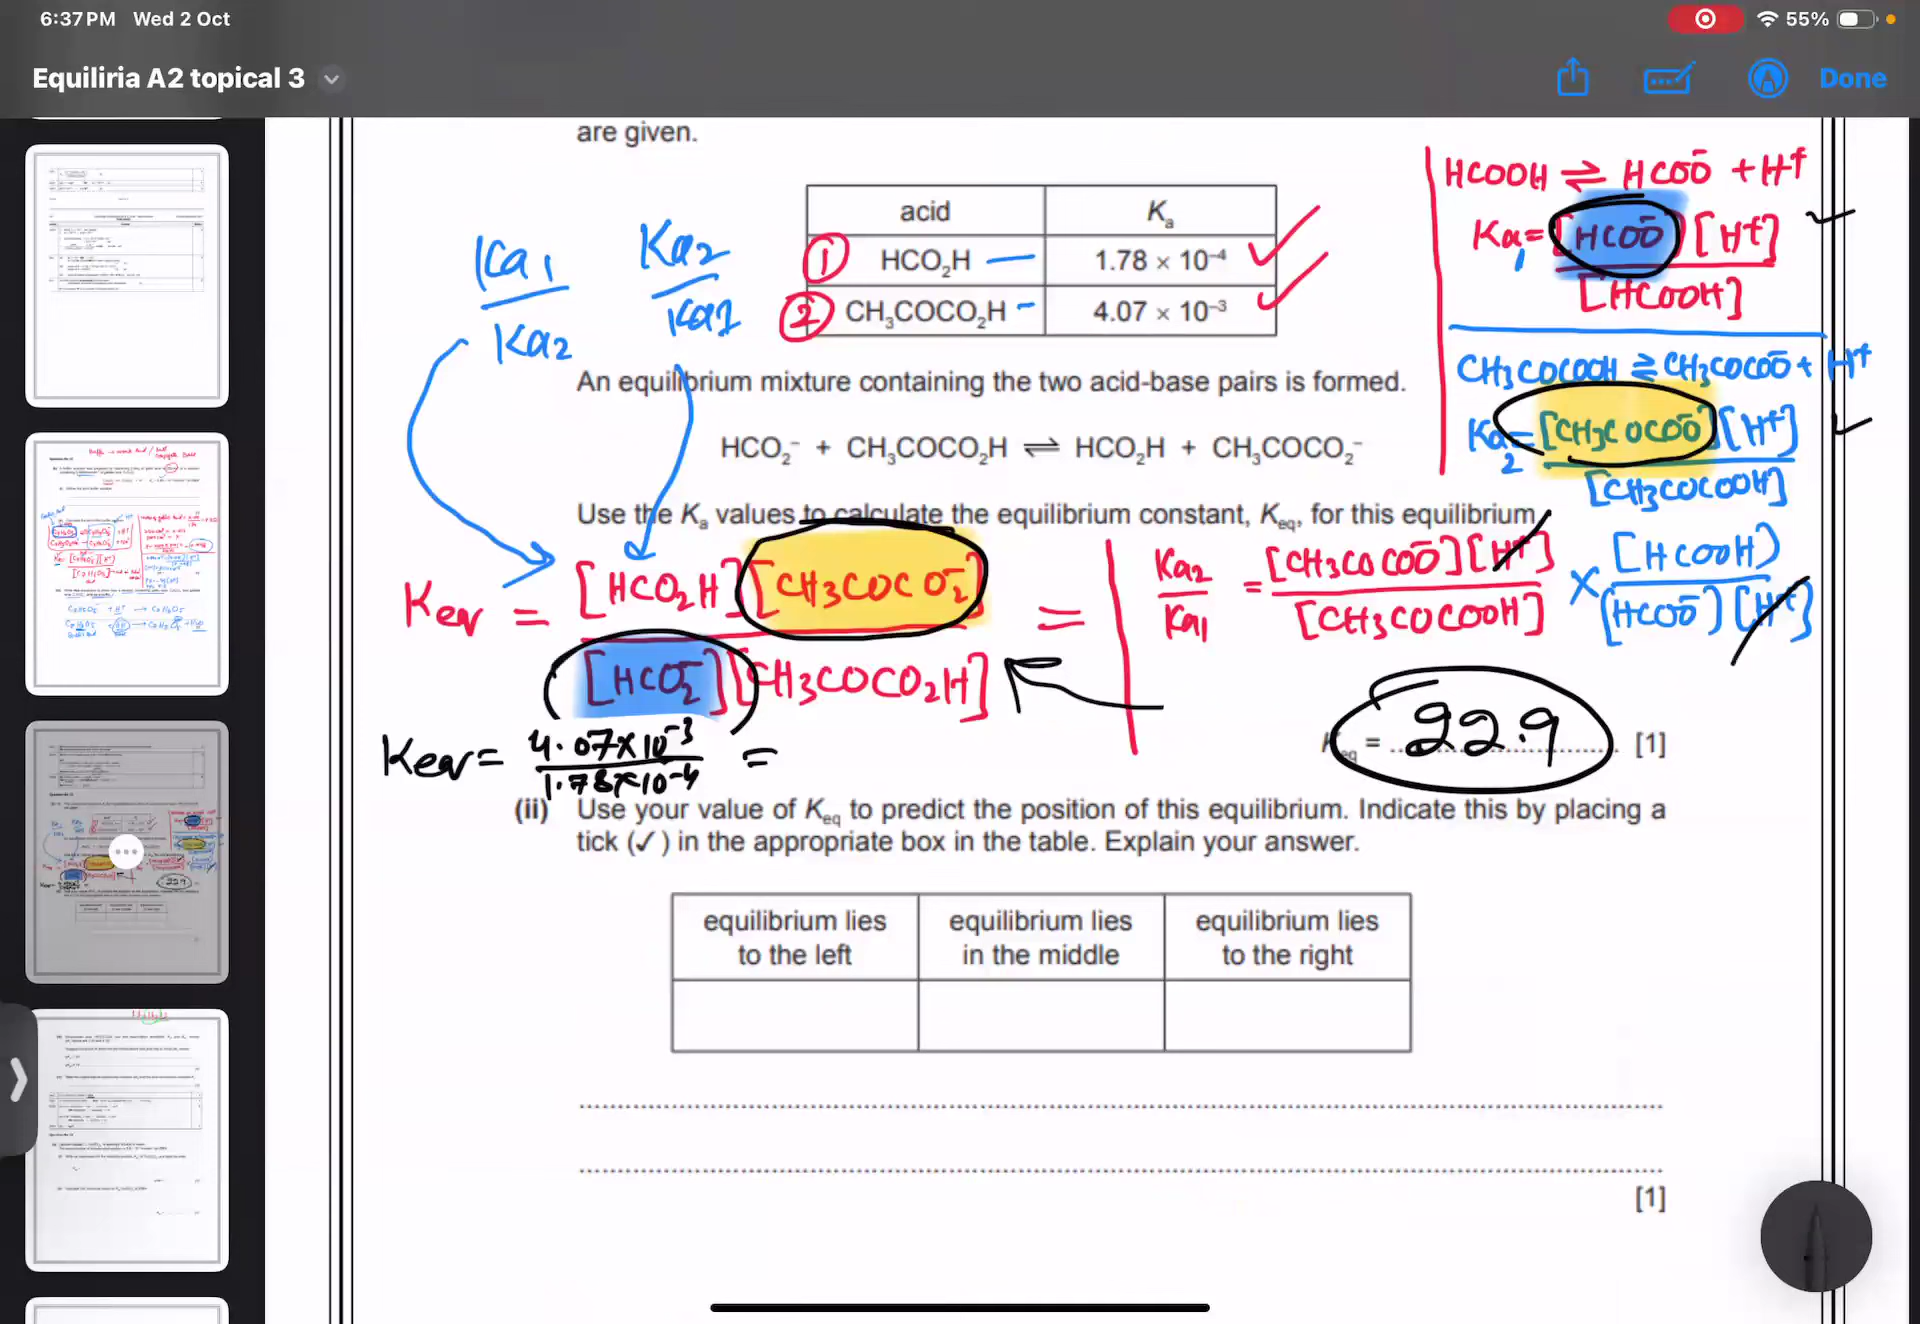 6:37 PM Wed 2 Oct
55%
Equiliria A2 topical 3
Done
are given.
acid Kₐ
① HCO₂H 1.78 × 10⁻⁴
② CH₃COCO₂H 4.07 × 10⁻³
Ka₁
Ka₂
Ka₂
Ka1
HCOOH ⇌ HCOO⁻ + H⁺
Ka₁ = [HCOO⁻][H⁺]
[HCOOH]
CH₃COCOOH ⇌ CH₃COCOO⁻ + H⁺
Ka₂ = [CH₃COCOO⁻][H⁺]
[CH₃COCOOH]
An equilibrium mixture containing the two acid-base pairs is formed.
HCO₂⁻ + CH₃COCO₂H ⇌ HCO₂H + CH₃COCO₂⁻
Use the Kₐ values to calculate the equilibrium constant, K_eq, for this equilibrium
Keq = [HCO₂H][CH₃COCO₂⁻] =
[HCO₂⁻][CH₃COCO₂H]
Ka₂ = [CH₃COCOO⁻][H⁺] × [HCOOH]
Ka₁ [CH₃COCOOH] [HCOO⁻][H⁺]
Keq = 4.07×10⁻³ =
1.78×10⁻⁴
K_eq = 22.9 [1]
(ii) Use your value of K_eq to predict the position of this equilibrium. Indicate this by placing a
tick (✓) in the appropriate box in the table. Explain your answer.
equilibrium lies equilibrium lies equilibrium lies
to the left in the middle to the right
[1]